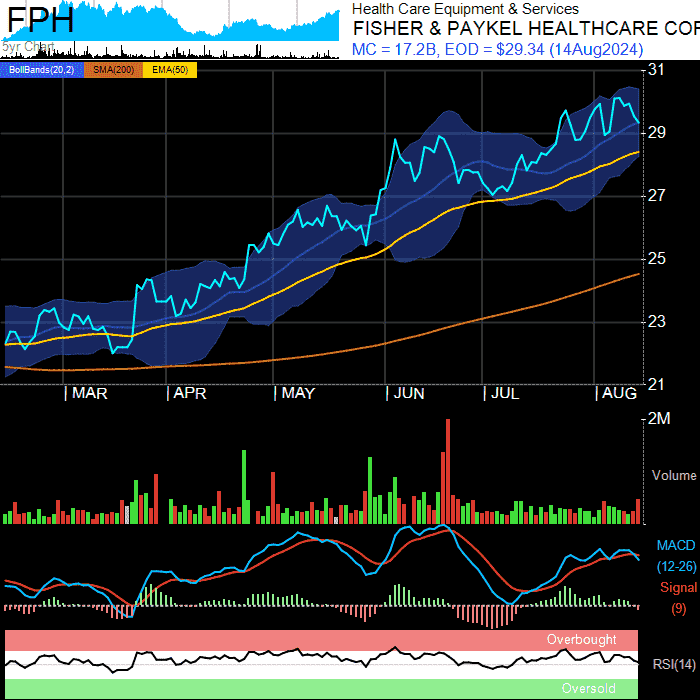 FPH
5yr Chart
Health Care Equipment & Services
FISHER & PAYKEL HEALTHCARE COR
MC = 17.2B, EOD = $29.34 (14Aug2024)
BollBands(20,2) SMA(200) EMA(50)
31
29
27
25
23
21
| MAR | APR | MAY | JUN | JUL | AUG
2M
Volume
MACD
(12-26)
Signal
(9)
Overbought
RSI(14)
Oversold